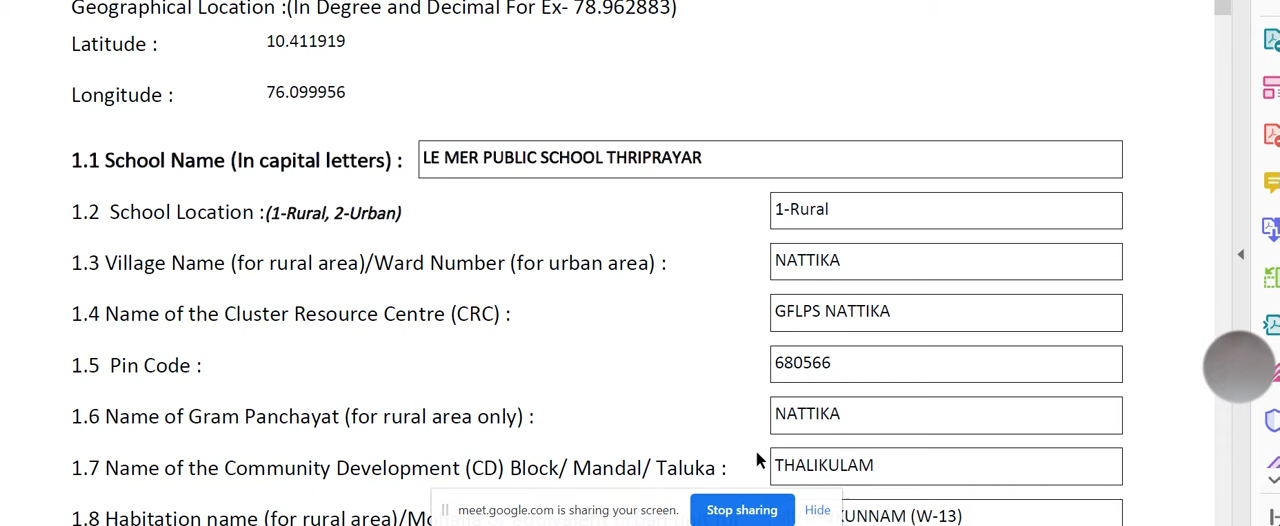 Geographical Location :(In Degree and Decimal For Ex- 78.962883)
Latitude : 10.411919
Longitude : 76.099956
1.1 School Name (In capital letters) : LE MER PUBLIC SCHOOL THRIPRAYAR
1.2 School Location :(1-Rural, 2-Urban) 1-Rural
1.3 Village Name (for rural area)/Ward Number (for urban area) : NATTIKA
1.4 Name of the Cluster Resource Centre (CRC) : GFLPS NATTIKA
1.5 Pin Code : 680566
1.6 Name of Gram Panchayat (for rural area only) : NATTIKA
1.7 Name of the Community Development (CD) Block/ Mandal/ Taluka : THALIKULAM
1.8 Habitation name (for rural area)/ (W-13)
meet.google.com is sharing your screen. Stop sharing Hide